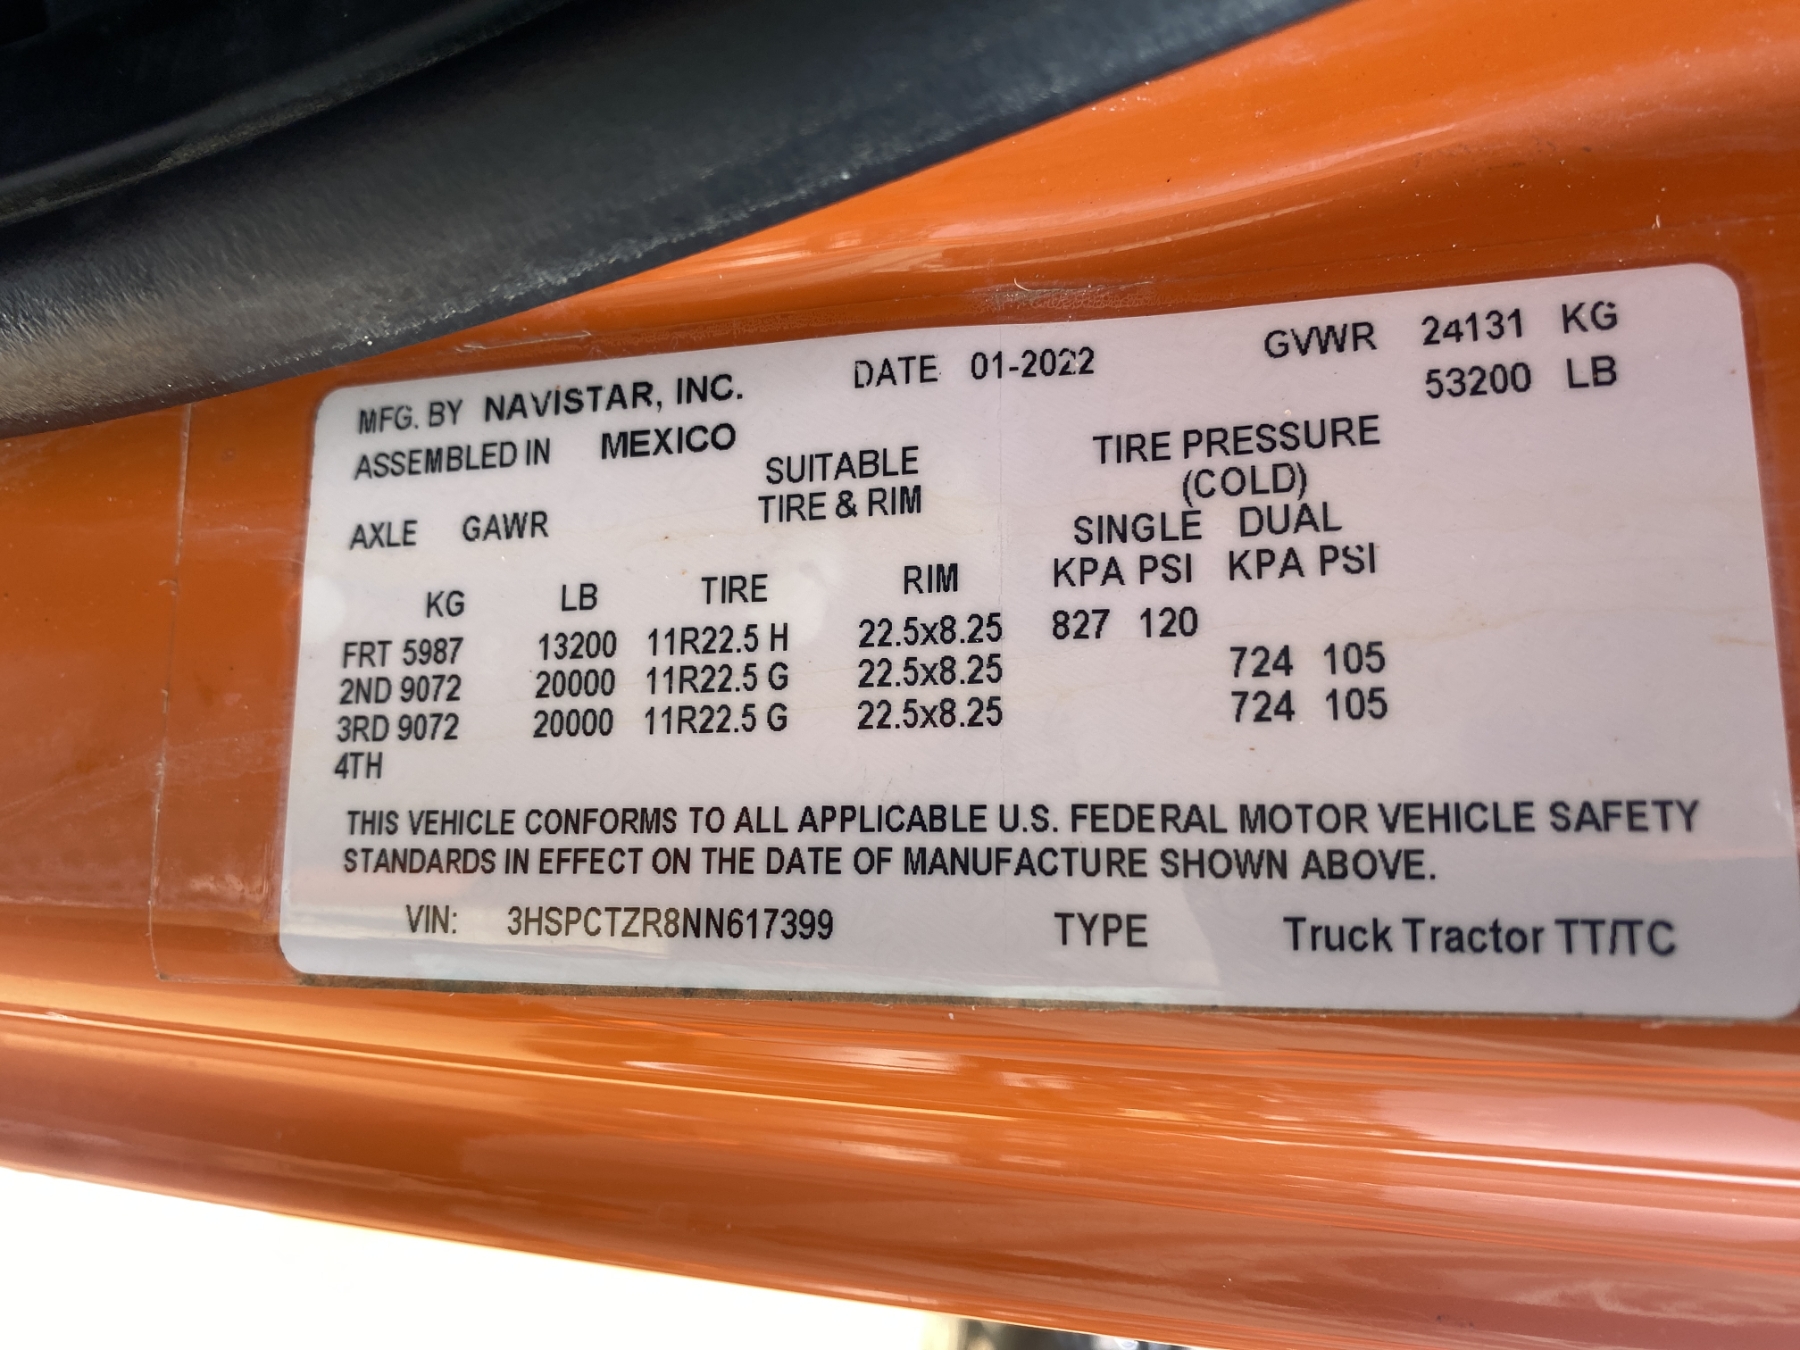 MFG. BY NAVISTAR, INC. DATE 01-2022 GVWR 24131 KG
53200 LB
ASSEMBLED IN MEXICO
SUITABLE TIRE PRESSURE
TIRE & RIM (COLD)
AXLE GAWR SINGLE DUAL
KG LB TIRE RIM KPA PSI KPA PSI
FRT 5987 13200 11R22.5 H 22.5x8.25 827 120
2ND 9072 20000 11R22.5 G 22.5x8.25 724 105
3RD 9072 20000 11R22.5 G 22.5x8.25 724 105
4TH
THIS VEHICLE CONFORMS TO ALL APPLICABLE U.S. FEDERAL MOTOR VEHICLE SAFETY
STANDARDS IN EFFECT ON THE DATE OF MANUFACTURE SHOWN ABOVE.
VIN: 3HSPCTZR8NN617399 TYPE Truck Tractor TT/TC